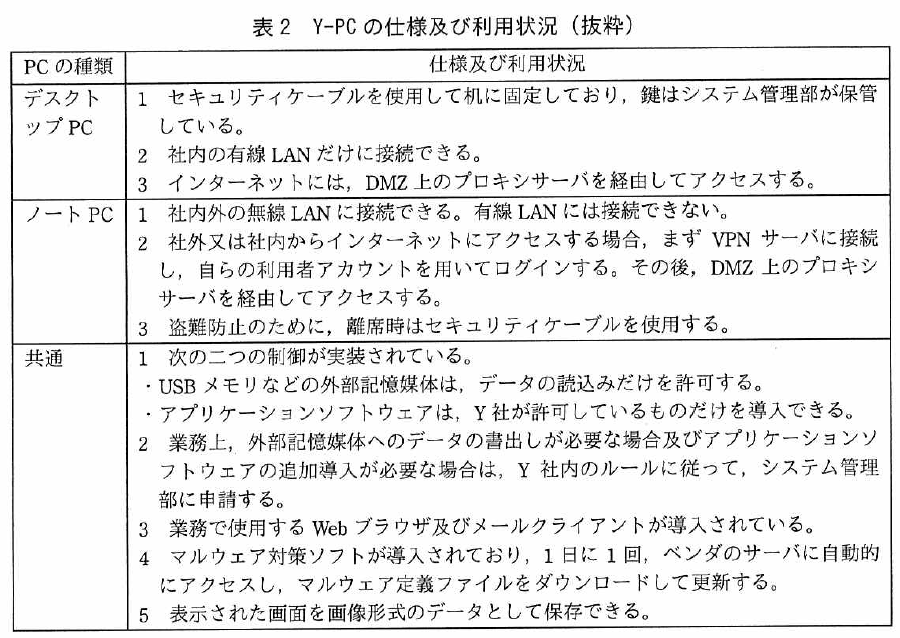 表2 Y-PCの仕様及び利用状況（抜粋）
PCの種類 仕様及び利用状況
デスクト
ップPC
1 セキュリティケーブルを使用して机に固定しており，鍵はシステム管理部が保管
している。
2 社内の有線LANだけに接続できる。
3 インターネットには，DMZ上のプロキシサーバを経由してアクセスする。
ノートPC
1 社内外の無線LANに接続できる。有線LANには接続できない。
2 社外又は社内からインターネットにアクセスする場合，まず VPN サーバに接続
し，自らの利用者アカウントを用いてログインする。その後，DMZ上のプロキシ
サーバを経由してアクセスする。
3 盗難防止のために，離席時はセキュリティケーブルを使用する。
共通
1 次の二つの制御が実装されている。
・USBメモリなどの外部記憶媒体は，データの読込みだけを許可する。
・アプリケーションソフトウェアは，Y社が許可しているものだけを導入できる。
2 業務上，外部記憶媒体へのデータの書出しが必要な場合及びアプリケーションソ
フトウェアの追加導入が必要な場合は，Y 社内のルールに従って，システム管理
部に申請する。
3 業務で使用するWebブラウザ及びメールクライアントが導入されている。
4 マルウェア対策ソフトが導入されており，1日に1回，ベンダのサーバに自動的
にアクセスし，マルウェア定義ファイルをダウンロードして更新する。
5 表示された画面を画像形式のデータとして保存できる。